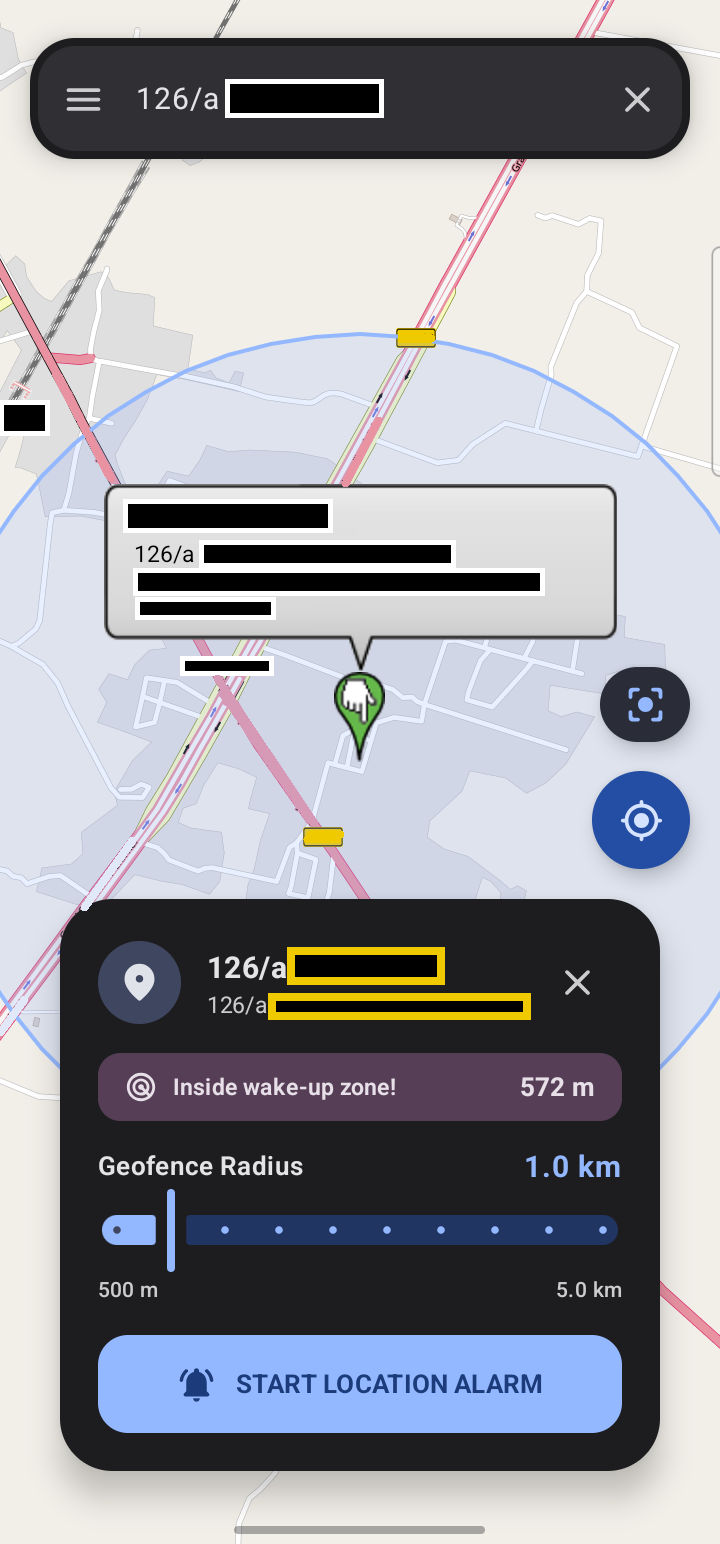 126/a
Gra
126/a
126/a
126/a
Inside wake-up zone!
572 m
Geofence Radius
1.0 km
500 m
5.0 km
START LOCATION ALARM